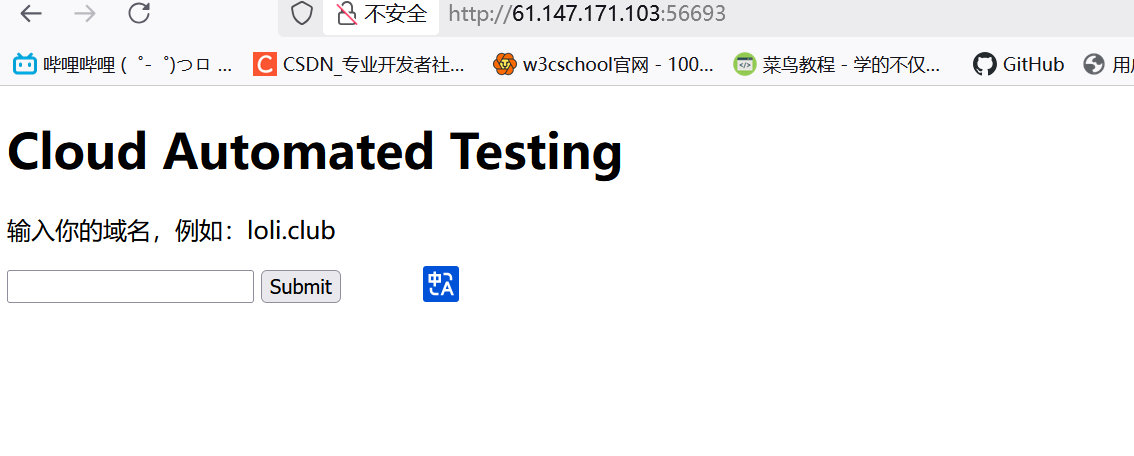 不安全 http://61.147.171.103:56693
哔哩哔哩 ( ゜- ゜)つロ ... CSDN_专业开发者社... w3cschool官网 - 100... 菜鸟教程 - 学的不仅... GitHub 用户
Cloud Automated Testing
输入你的域名，例如：loli.club
Submit
中 A